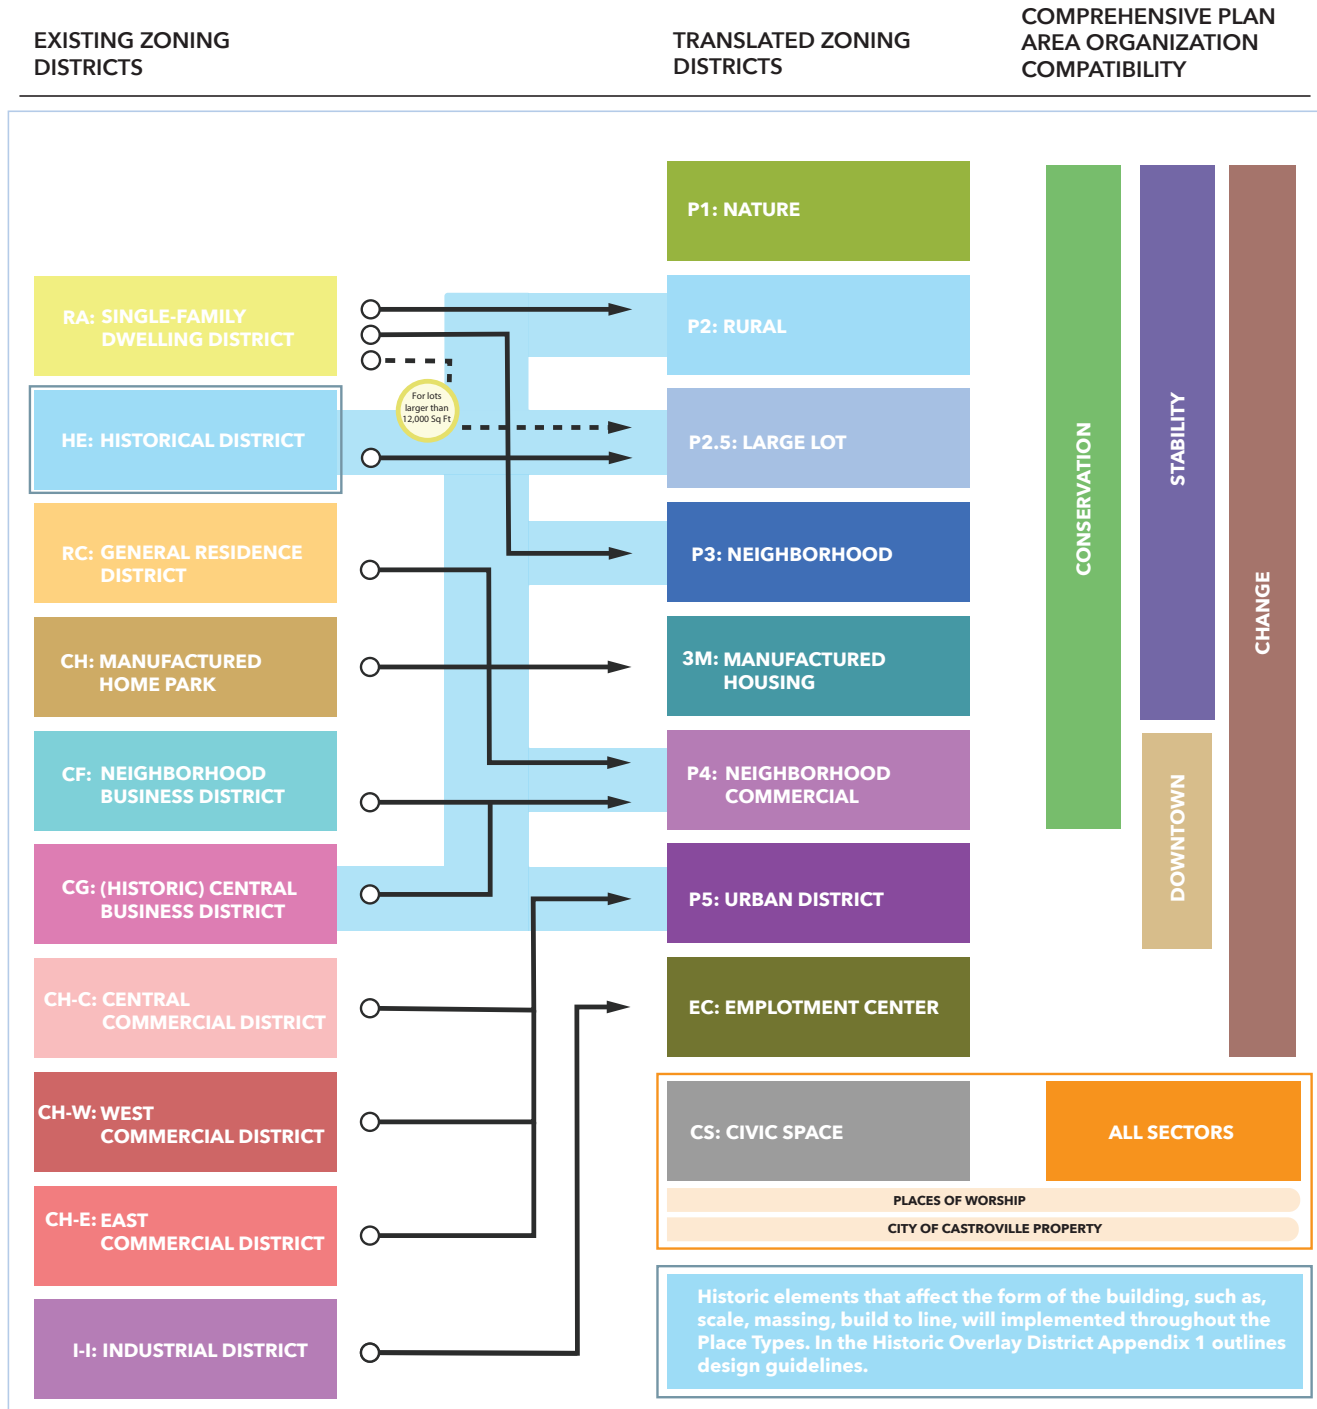 EXISTING ZONING
DISTRICTS
TRANSLATED ZONING
DISTRICTS
COMPREHENSIVE PLAN
AREA ORGANIZATION
COMPATIBILITY
RA: SINGLE-FAMILY
DWELLING DISTRICT
HE: HISTORICAL DISTRICT
RC: GENERAL RESIDENCE
DISTRICT
CH: MANUFACTURED
HOME PARK
CF: NEIGHBORHOOD
BUSINESS DISTRICT
CG: (HISTORIC) CENTRAL
BUSINESS DISTRICT
CH-C: CENTRAL
COMMERCIAL DISTRICT
CH-W: WEST
COMMERCIAL DISTRICT
CH-E: EAST
COMMERCIAL DISTRICT
I-I: INDUSTRIAL DISTRICT
For lots
larger than
12,000 Sq Ft
P1: NATURE
P2: RURAL
P2.5: LARGE LOT
P3: NEIGHBORHOOD
3M: MANUFACTURED
HOUSING
P4: NEIGHBORHOOD
COMMERCIAL
P5: URBAN DISTRICT
EC: EMPLOTMENT CENTER
CS: CIVIC SPACE
CONSERVATION
STABILITY
DOWNTOWN
CHANGE
ALL SECTORS
PLACES OF WORSHIP
CITY OF CASTROVILLE PROPERTY
Historic elements that affect the form of the building, such as,
scale, massing, build to line, will implemented throughout the
Place Types. In the Historic Overlay District Appendix 1 outlines
design guidelines.